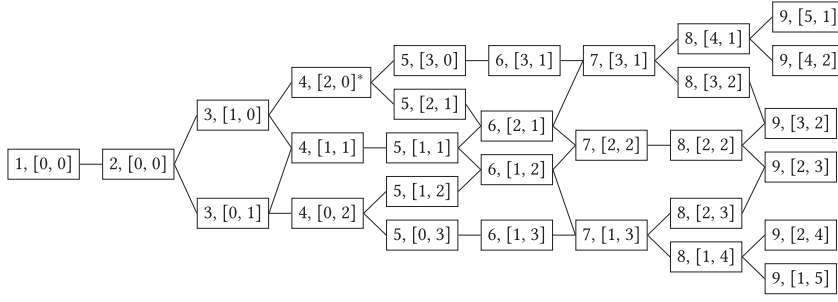 1, [0, 0]
2, [0, 0]
3, [1, 0]
3, [0, 1]
4, [2, 0]*
4, [1, 1]
4, [0, 2]
5, [3, 0]
5, [2, 1]
5, [1, 1]
5, [1, 2]
5, [0, 3]
6, [3, 1]
6, [2, 1]
6, [1, 2]
6, [1, 3]
7, [3, 1]
7, [2, 2]
7, [1, 3]
8, [4, 1]
8, [3, 2]
8, [2, 2]
8, [2, 3]
8, [1, 4]
9, [5, 1]
9, [4, 2]
9, [3, 2]
9, [2, 3]
9, [2, 4]
9, [1, 5]